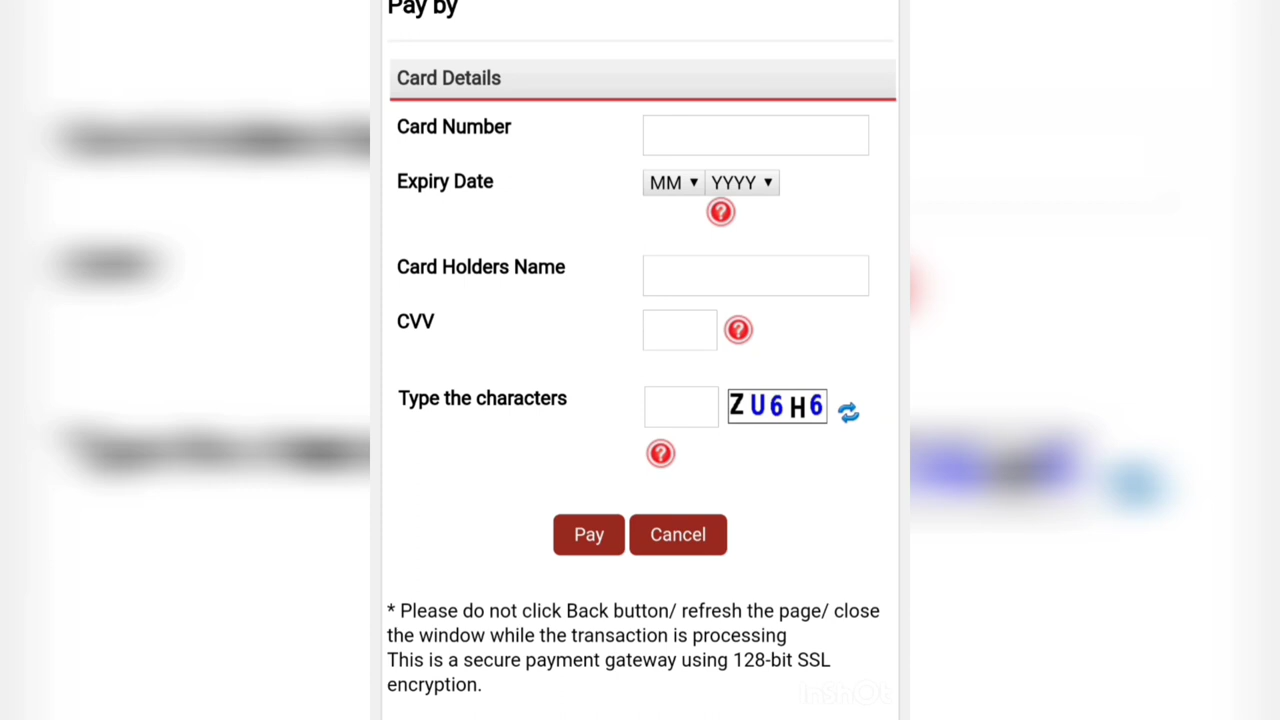 Pay by
Card Details
Card Number
Expiry Date MM YYYY
?
Card Holders Name
CVV ?
Type the characters ZU6H6
?
Pay Cancel
* Please do not click Back button/ refresh the page/ close
the window while the transaction is processing
This is a secure payment gateway using 128-bit SSL
encryption.
InShOt